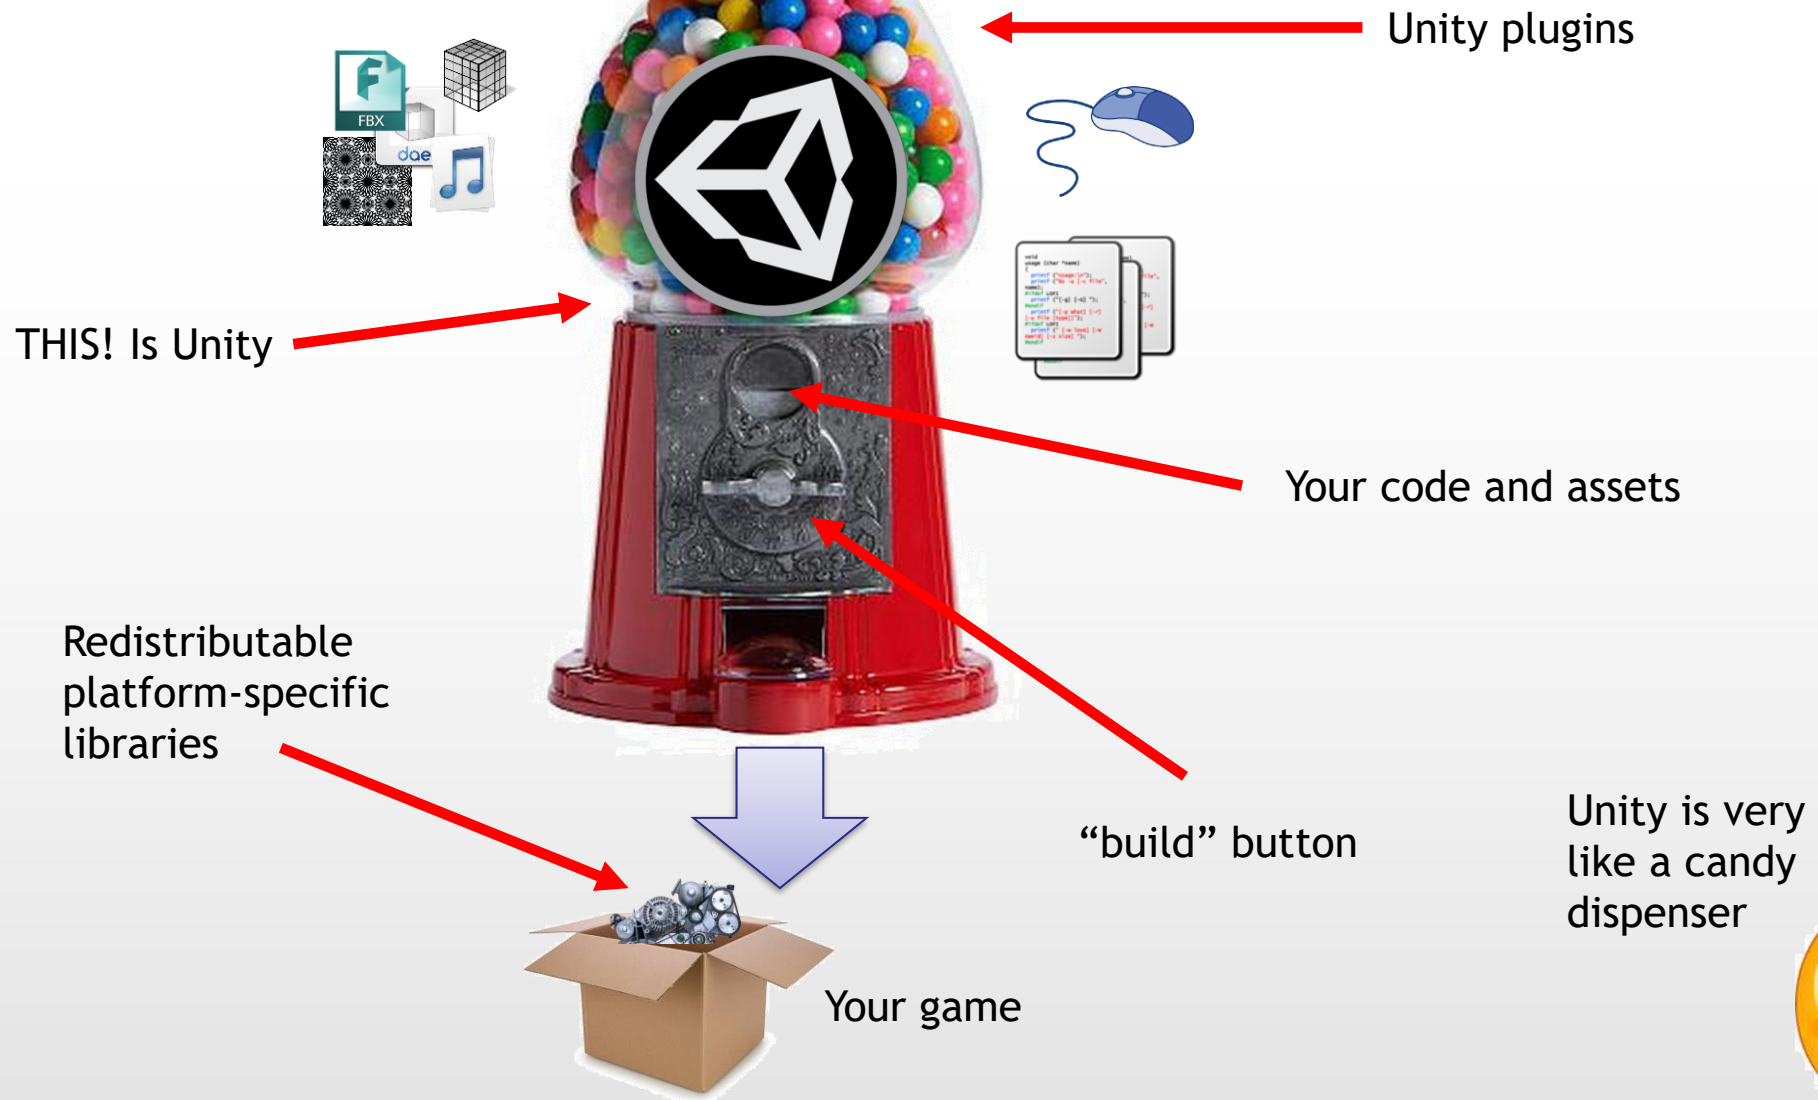 Unity plugins
FBX
dae
THIS! Is Unity
Your code and assets
Redistributable
platform-specific
libraries
“build” button
Unity is very
like a candy
dispenser
Your game